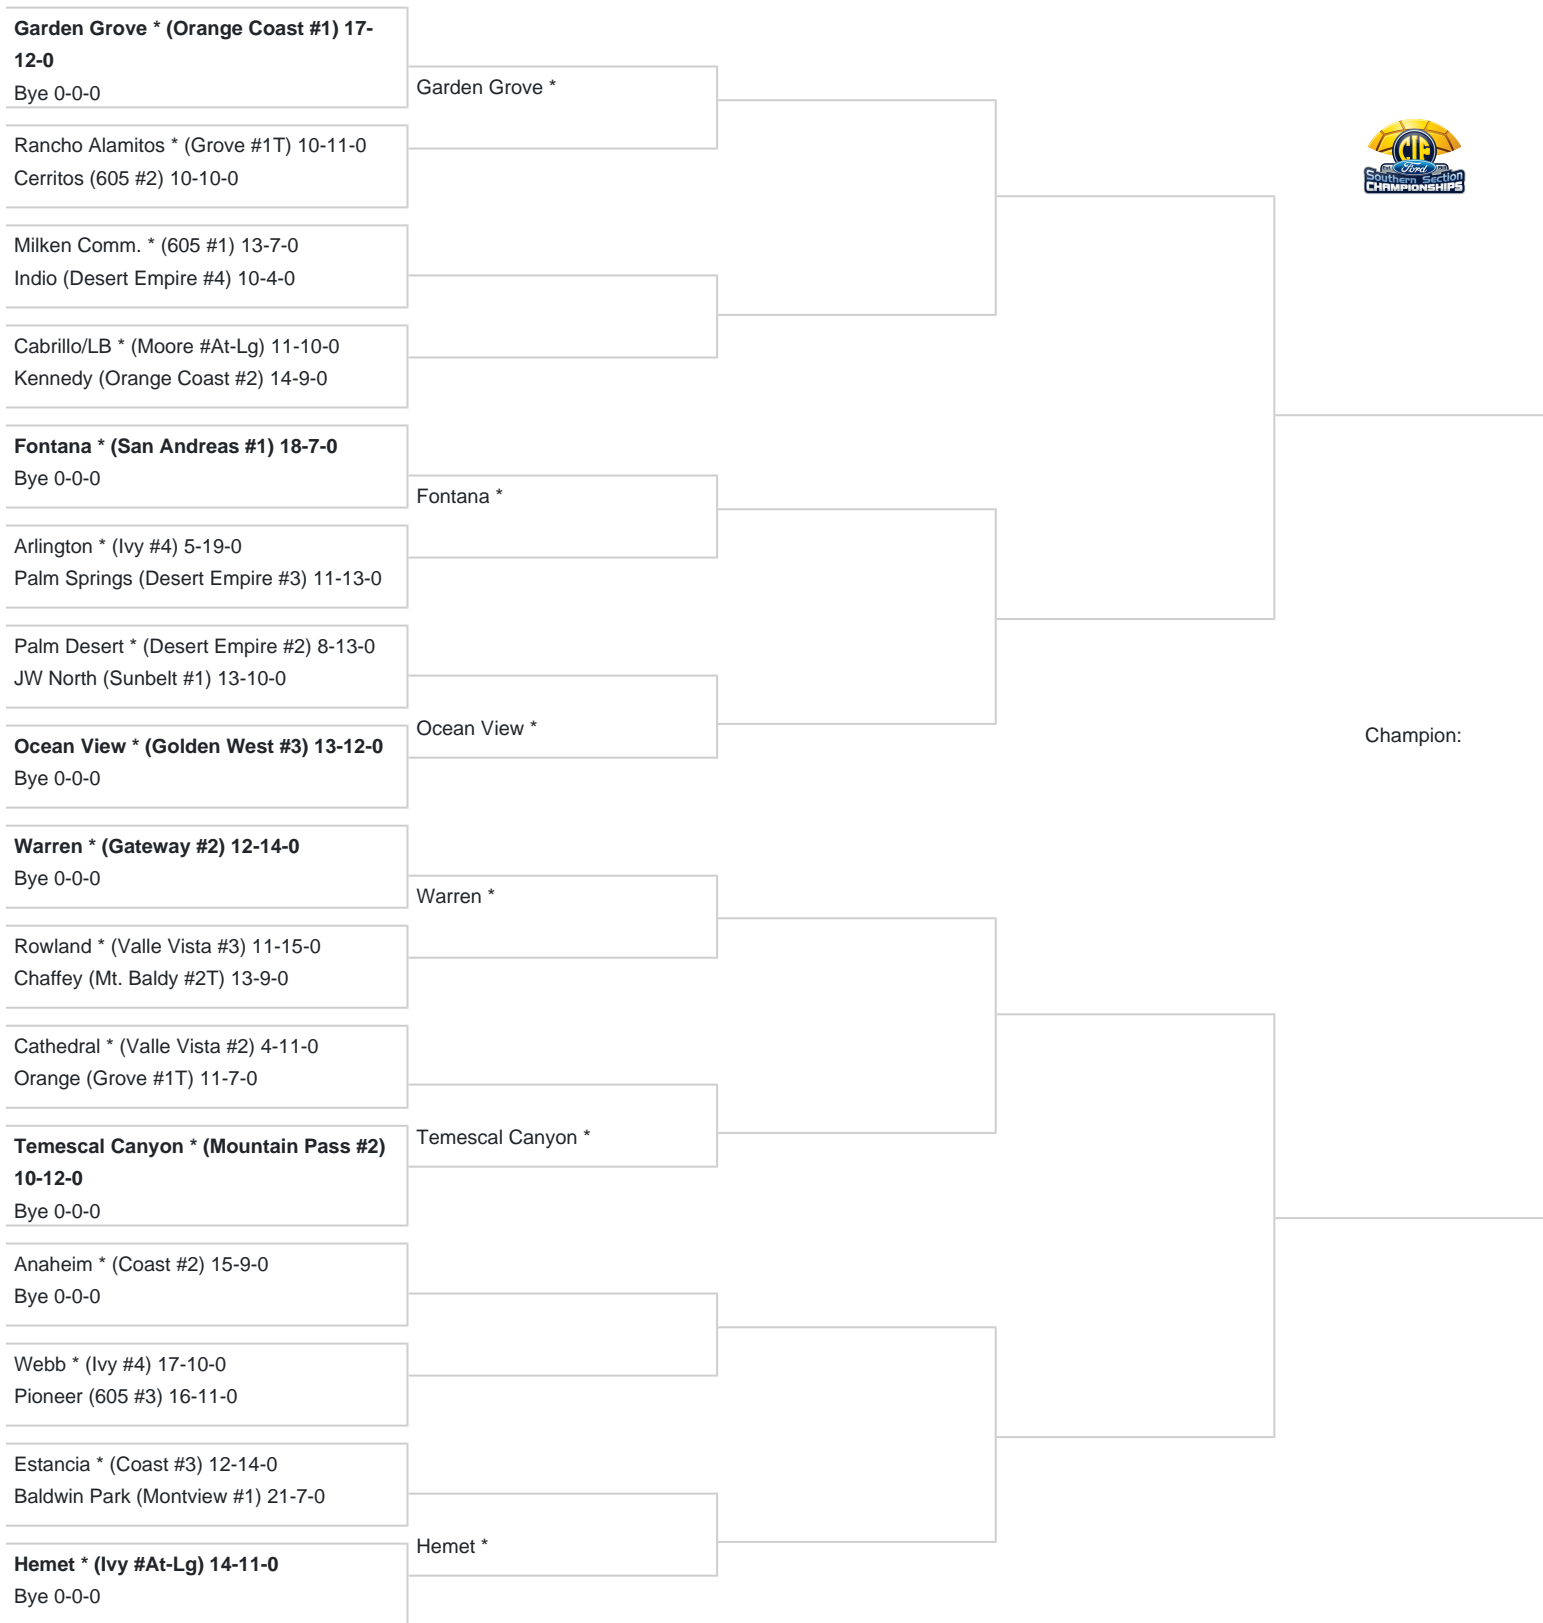 Garden Grove * (Orange Coast #1) 17-
12-0
Bye 0-0-0
Garden Grove *
Rancho Alamitos * (Grove #1T) 10-11-0
Cerritos (605 #2) 10-10-0
CIF
Ford
Southern Section
CHAMPIONSHIPS
Milken Comm. * (605 #1) 13-7-0
Indio (Desert Empire #4) 10-4-0
Cabrillo/LB * (Moore #At-Lg) 11-10-0
Kennedy (Orange Coast #2) 14-9-0
Fontana * (San Andreas #1) 18-7-0
Bye 0-0-0
Fontana *
Arlington * (Ivy #4) 5-19-0
Palm Springs (Desert Empire #3) 11-13-0
Palm Desert * (Desert Empire #2) 8-13-0
JW North (Sunbelt #1) 13-10-0
Ocean View *
Ocean View * (Golden West #3) 13-12-0
Bye 0-0-0
Champion:
Warren * (Gateway #2) 12-14-0
Bye 0-0-0
Warren *
Rowland * (Valle Vista #3) 11-15-0
Chaffey (Mt. Baldy #2T) 13-9-0
Cathedral * (Valle Vista #2) 4-11-0
Orange (Grove #1T) 11-7-0
Temescal Canyon *
Temescal Canyon * (Mountain Pass #2)
10-12-0
Bye 0-0-0
Anaheim * (Coast #2) 15-9-0
Bye 0-0-0
Webb * (Ivy #4) 17-10-0
Pioneer (605 #3) 16-11-0
Estancia * (Coast #3) 12-14-0
Baldwin Park (Montview #1) 21-7-0
Hemet *
Hemet * (Ivy #At-Lg) 14-11-0
Bye 0-0-0